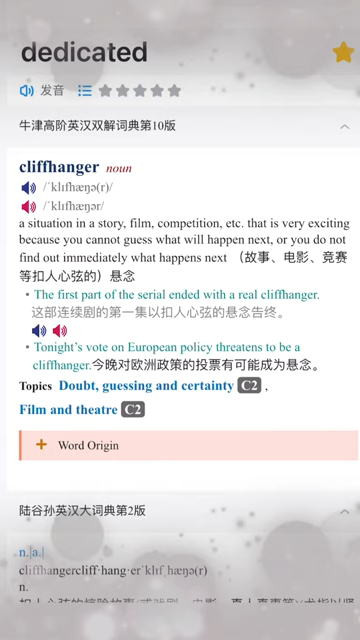 dedicated
发音
牛津高阶英汉双解词典第10版
cliffhanger noun
/ˈklɪfhæŋə(r)/
/ˈklɪfhæŋər/
a situation in a story, film, competition, etc. that is very exciting
because you cannot guess what will happen next, or you do not
find out immediately what happens next （故事、电影、竞赛
等扣人心弦的）悬念
• The first part of the serial ended with a real cliffhanger.
这部连续剧的第一集以扣人心弦的悬念告终。
• Tonight’s vote on European policy threatens to be a
cliffhanger.今晚对欧洲政策的投票有可能成为悬念。
Topics Doubt, guessing and certainty C2 ,
Film and theatre C2
+ Word Origin
陆谷孙英汉大词典第2版
n.|a.|
cliffhangercliff·hang·erˈklɪfˌhæŋə(r)
n.